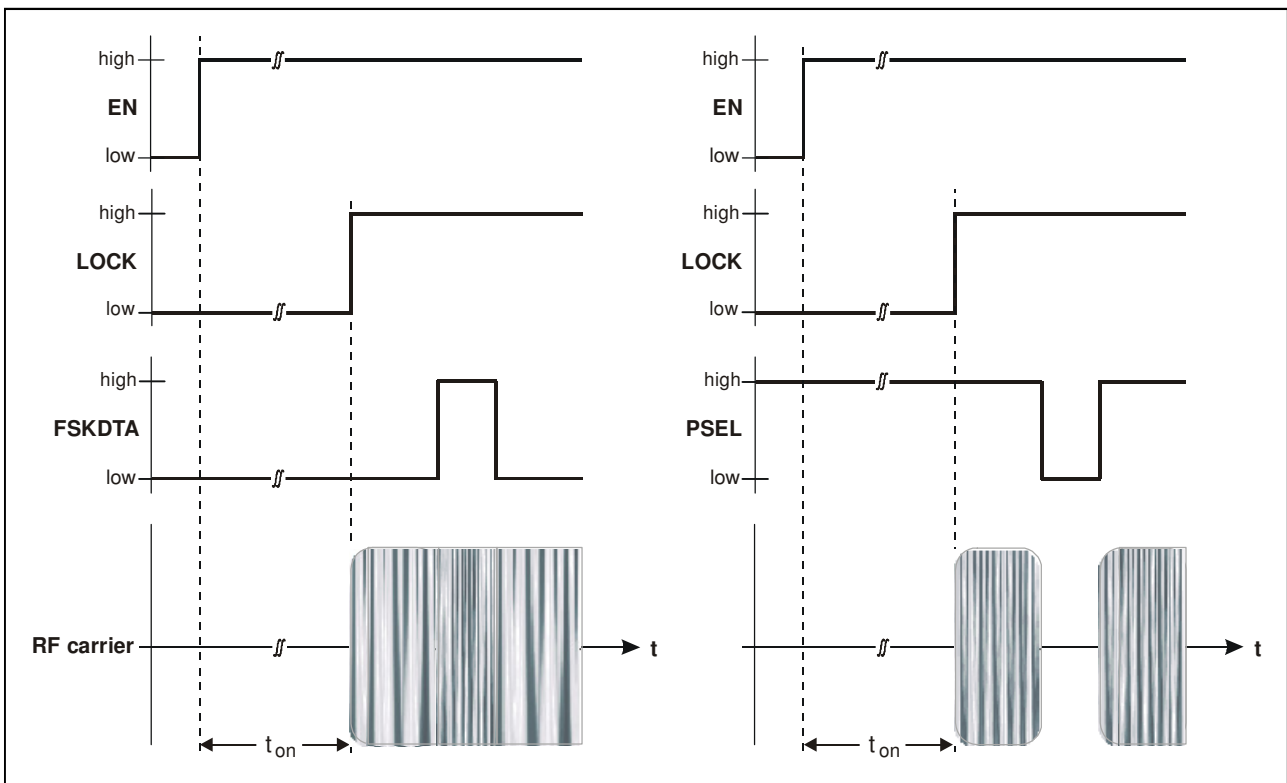 high
EN
low
high
LOCK
low
high
FSKDTA
low
RF carrier
t
t on
high
EN
low
high
LOCK
low
high
PSEL
low
t
t on